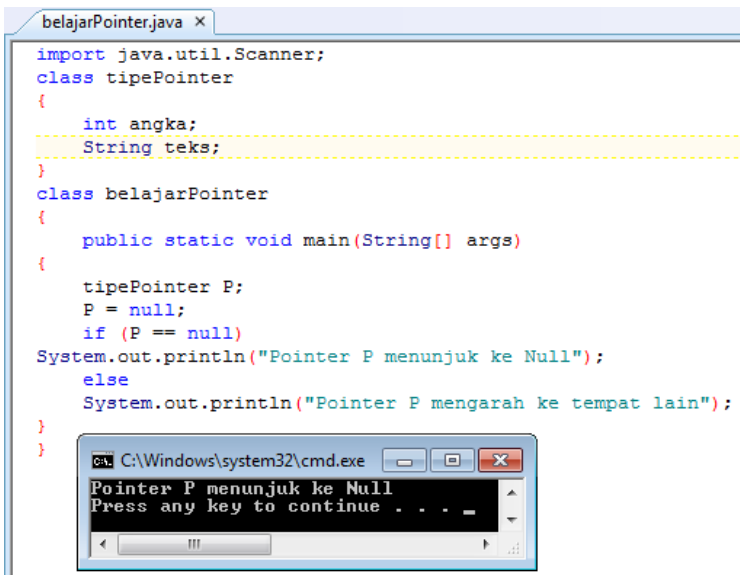 belajarPointer.java ×
import java.util.Scanner;
class tipePointer
{
    int angka;
    String teks;
}
class belajarPointer
{
    public static void main(String[] args)
{
    tipePointer P;
    P = null;
    if (P == null)
System.out.println("Pointer P menunjuk ke Null");
    else
    System.out.println("Pointer P mengarah ke tempat lain");
}
}
C:\Windows\system32\cmd.exe
Pointer P menunjuk ke Null
Press any key to continue . . . _